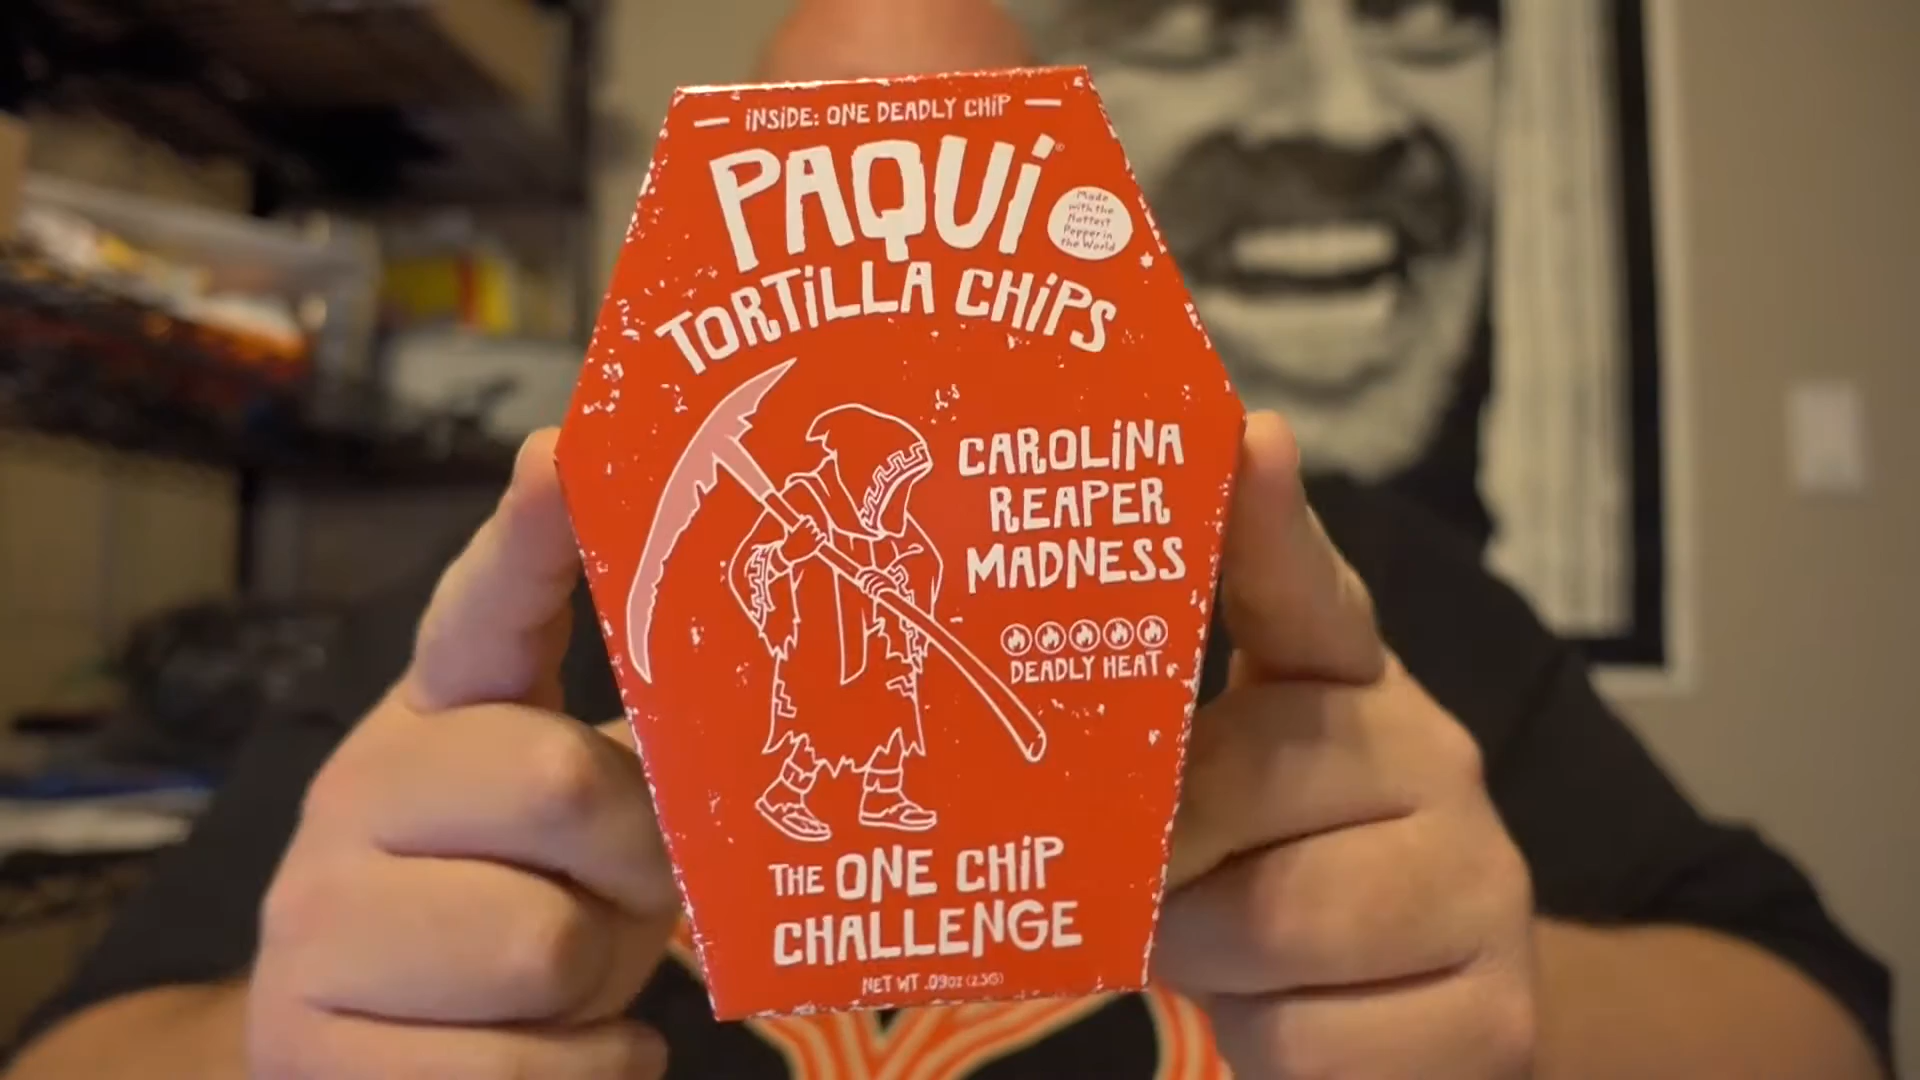 INSIDE: ONE DEADLY CHIP
PAQUI®
Made
with the
Hottest
Pepper in
the World
TORTILLA CHIPS
CAROLINA
REAPER
MADNESS
DEADLY HEAT
THE ONE CHIP
CHALLENGE
NET WT .09oz (2.5G)